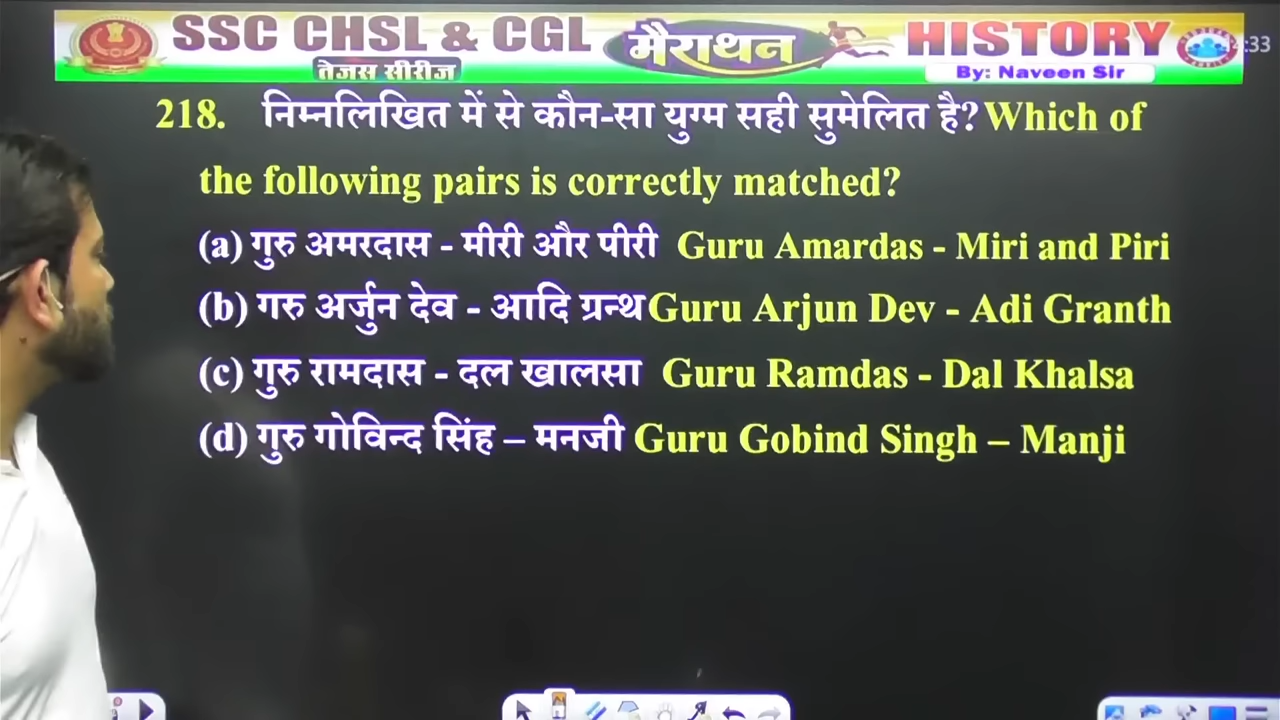 SSC CHSL & CGL मैराथन HISTORY
तेजस सीरीज By: Naveen Sir
:33
218. निम्नलिखित में से कौन-सा युग्म सही सुमेलित है? Which of
the following pairs is correctly matched?
(a) गुरु अमरदास - मीरी और पीरी Guru Amardas - Miri and Piri
(b) गरु अर्जुन देव - आदि ग्रन्थ Guru Arjun Dev - Adi Granth
(c) गुरु रामदास - दल खालसा Guru Ramdas - Dal Khalsa
(d) गुरु गोविन्द सिंह – मनजी Guru Gobind Singh – Manji